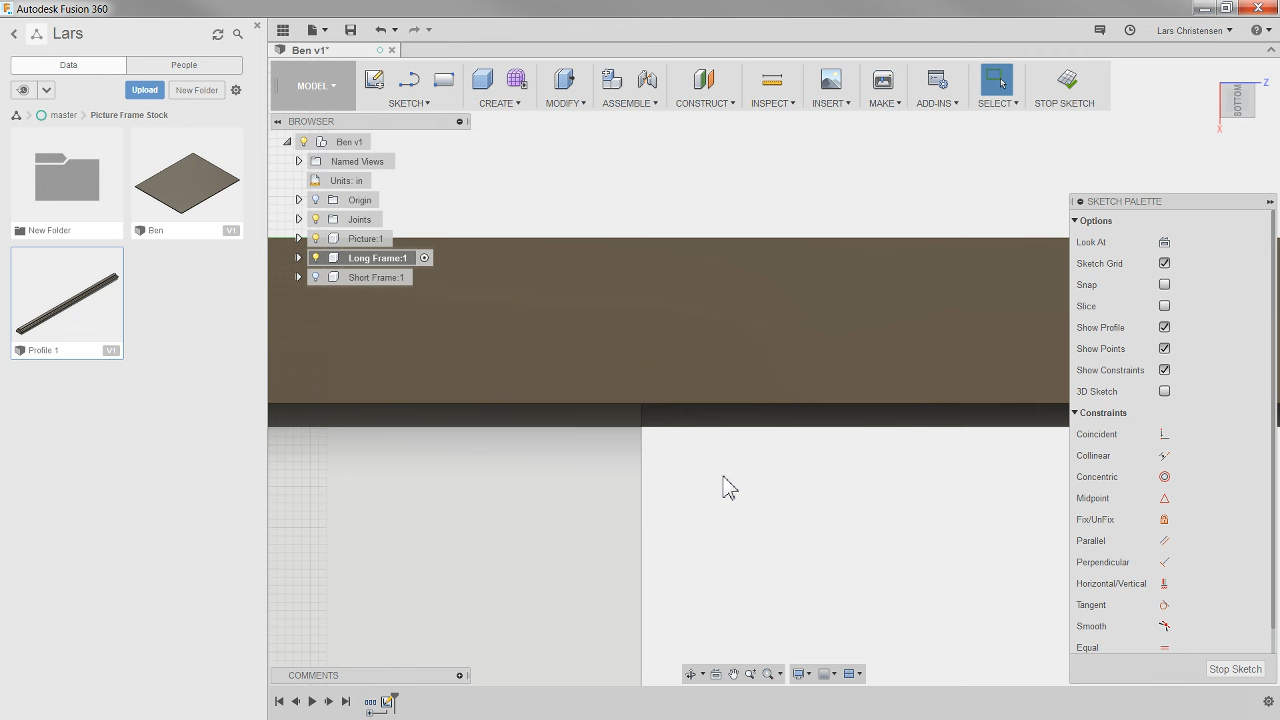 Autodesk Fusion 360
Lars
Data
People
Upload
New Folder
master
Picture Frame Stock
New Folder
Ben
V1
Profile 1
V1
Lars Christensen
Ben v1*
MODEL
SKETCH
CREATE
MODIFY
ASSEMBLE
CONSTRUCT
INSPECT
INSERT
MAKE
ADD-INS
SELECT
STOP SKETCH
BROWSER
Ben v1
Named Views
Units: in
Origin
Joints
Picture:1
Long Frame:1
Short Frame:1
Z
BOTTOM
X
SKETCH PALETTE
Options
Look At
Sketch Grid
Snap
Slice
Show Profile
Show Points
Show Constraints
3D Sketch
Constraints
Coincident
Collinear
Concentric
Midpoint
Fix/UnFix
Parallel
Perpendicular
Horizontal/Vertical
Tangent
Smooth
Equal
Stop Sketch
COMMENTS